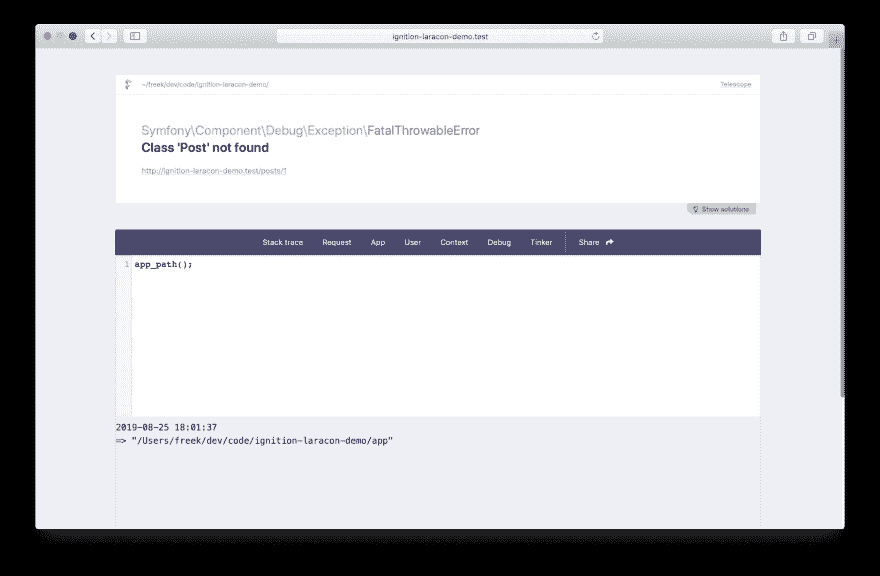 ignition-laracon-demo.test
~/freek/dev/code/ignition-laracon-demo/ Telescope
Symfony\Component\Debug\Exception\FatalThrowableError
Class 'Post' not found
http://ignition-laracon-demo.test/posts/1
Show solutions
Stack trace Request App User Context Debug Tinker Share
1 app_path();
2019-08-25 18:01:37
=> "/Users/freek/dev/code/ignition-laracon-demo/app"